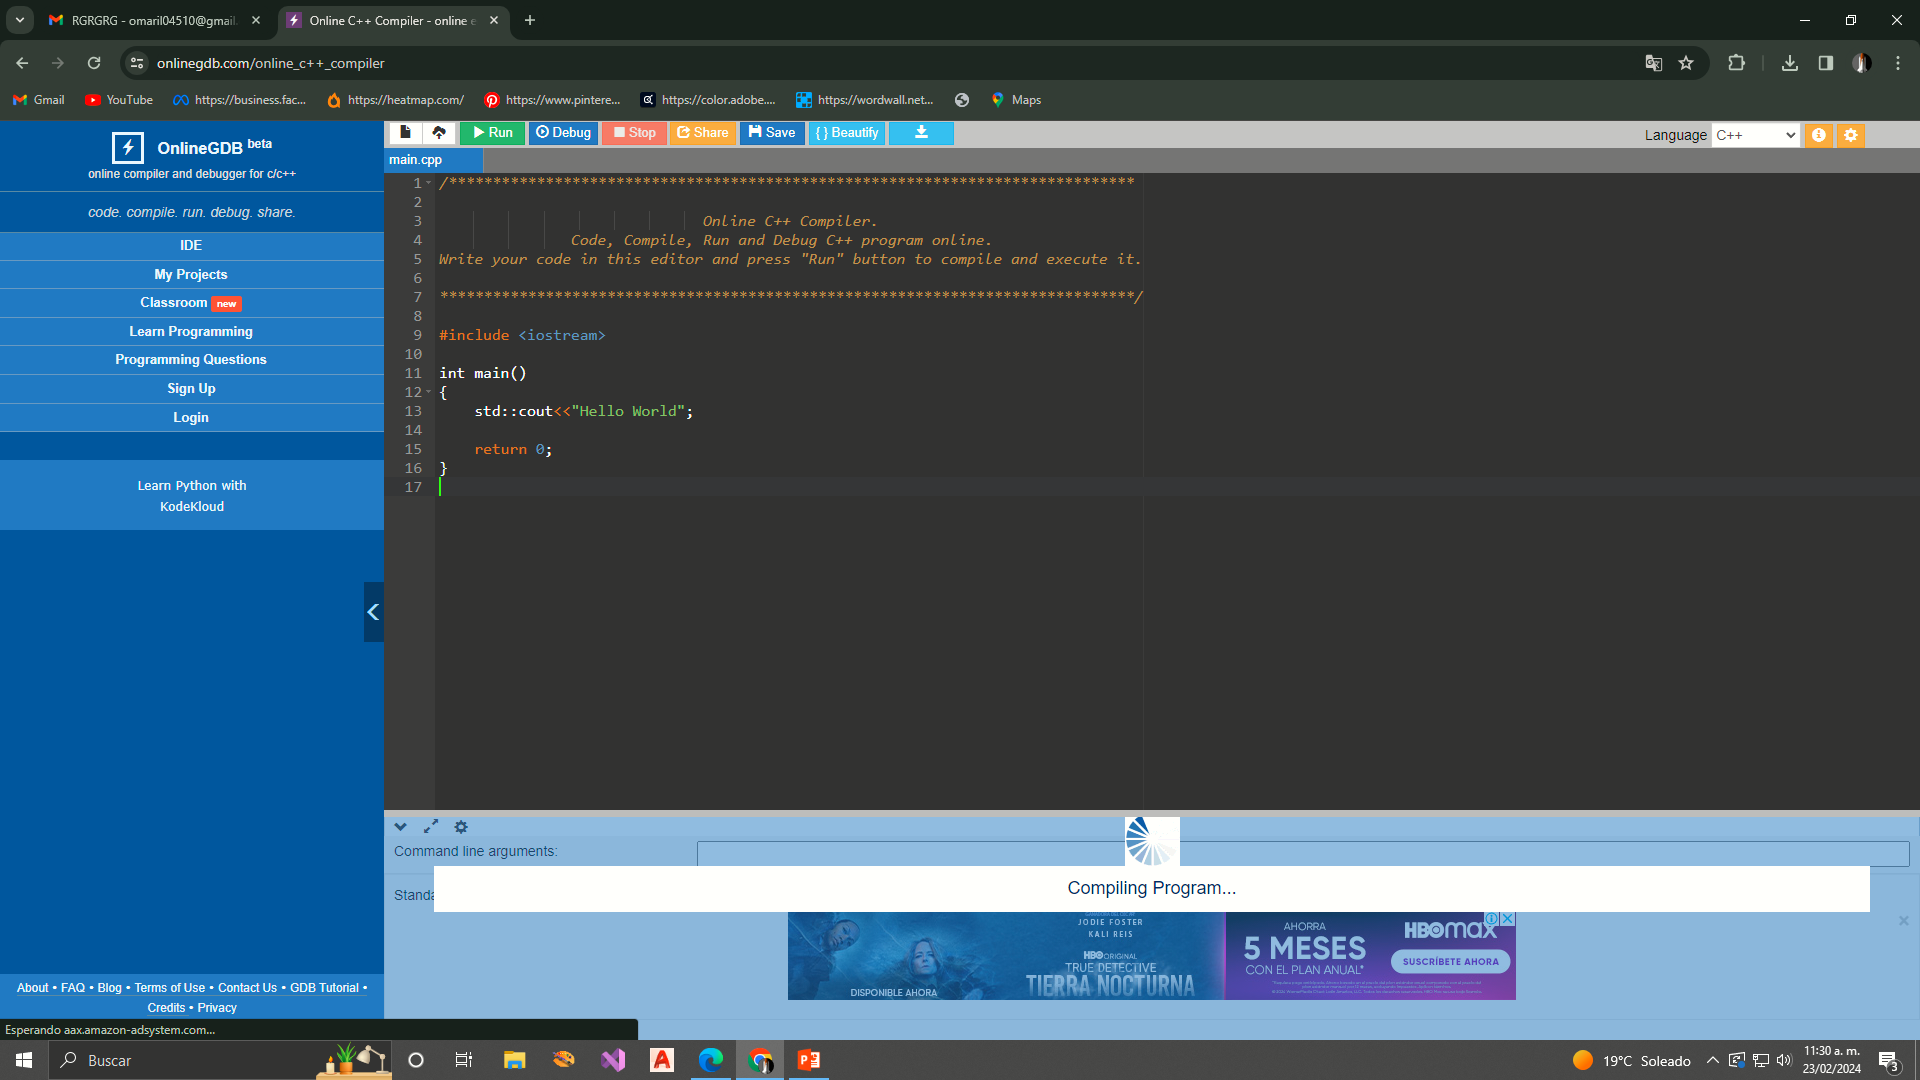 RGRGRG - omaril04510@gmail.
Online C++ Compiler - online e
onlinegdb.com/online_c++_compiler
Gmail
YouTube
https://business.fac...
https://heatmap.com/
https://www.pintere...
https://color.adobe....
https://wordwall.net...
Maps
OnlineGDB beta
online compiler and debugger for c/c++
code. compile. run. debug. share.
IDE
My Projects
Classroom new
Learn Programming
Programming Questions
Sign Up
Login
Learn Python with
KodeKloud
About • FAQ • Blog • Terms of Use • Contact Us • GDB Tutorial •
Credits • Privacy
Esperando aax.amazon-adsystem.com...
Run
Debug
Stop
Share
Save
{ } Beautify
Language C++
main.cpp
1 /******************************************************************************
2
3 Online C++ Compiler.
4 Code, Compile, Run and Debug C++ program online.
5 Write your code in this editor and press "Run" button to compile and execute it.
6
7 *******************************************************************************/
8
9 #include <iostream>
10
11 int main()
12 {
13 std::cout<<"Hello World";
14
15 return 0;
16 }
17
Command line arguments:
Standa
Compiling Program...
JODIE FOSTER
KALI REIS
HBO ORIGINAL
TRUE DETECTIVE
TIERRA NOCTURNA
DISPONIBLE AHORA
AHORRA
5 MESES
CON EL PLAN ANUAL*
HBOmax
SUSCRÍBETE AHORA
Buscar
19°C Soleado
11:30 a. m.
23/02/2024
3